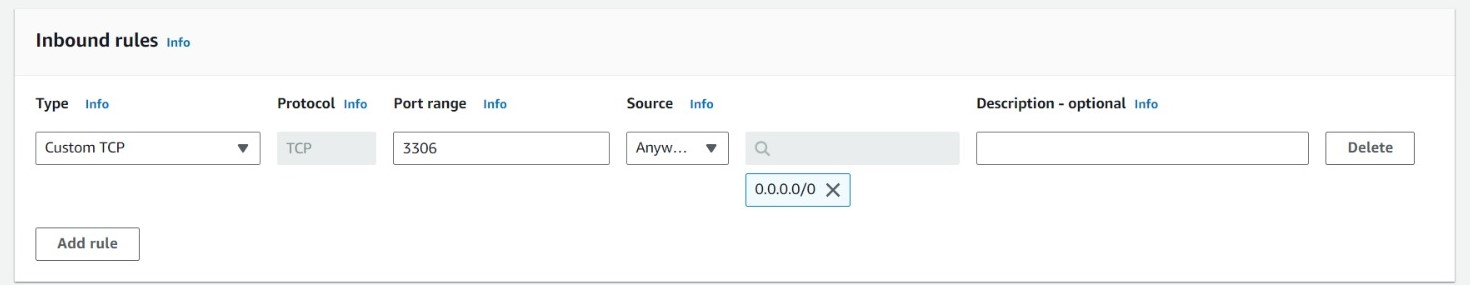 Inbound rules Info
Type Info Protocol Info Port range Info Source Info Description - optional Info
Custom TCP TCP 3306 Anyw... Delete
0.0.0.0/0
Add rule